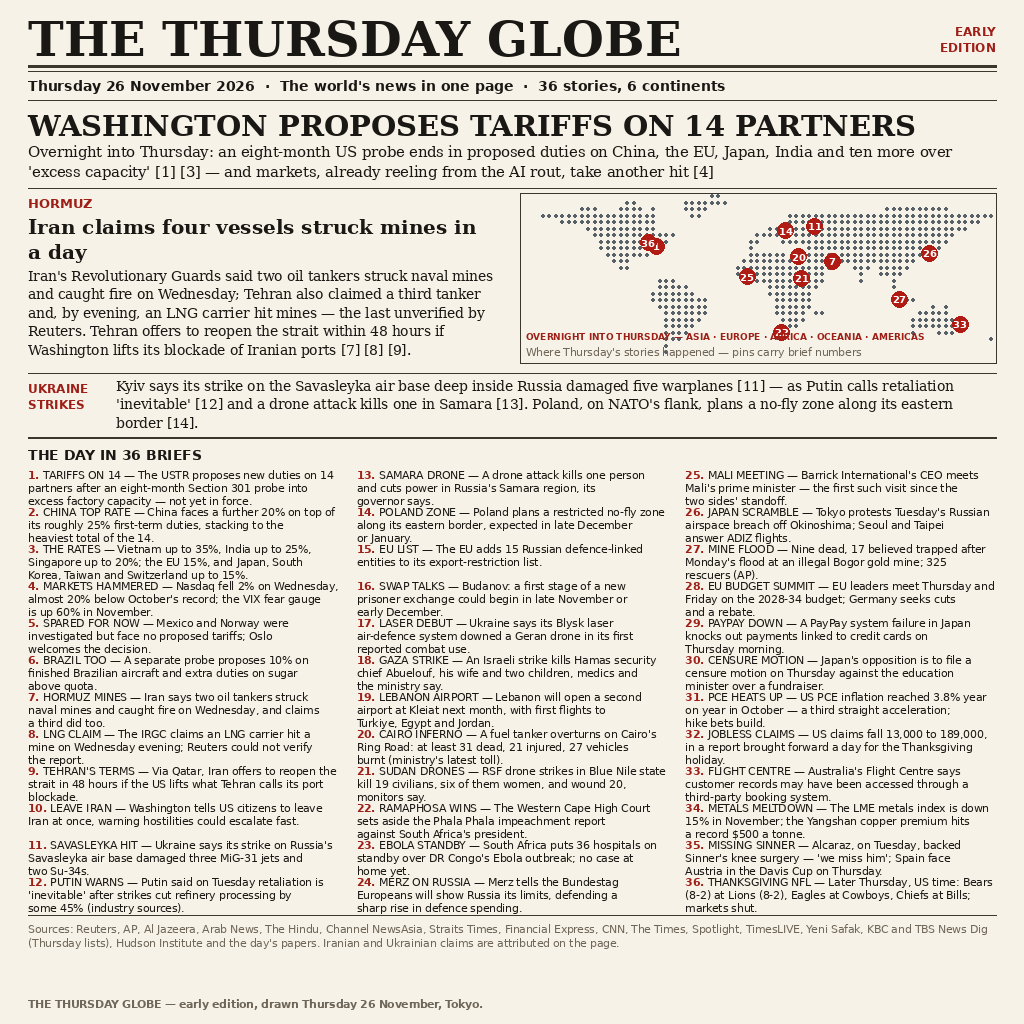 THE THURSDAY GLOBE
EARLY
EDITION
Thursday 26 November 2026 · The world's news in one page · 36 stories, 6 continents
WASHINGTON PROPOSES TARIFFS ON 14 PARTNERS
Overnight into Thursday: an eight-month US probe ends in proposed duties on China, the EU, Japan, India and ten more over
'excess capacity' [1] [3] — and markets, already reeling from the AI rout, take another hit [4]
HORMUZ
Iran claims four vessels struck mines in
a day
Iran's Revolutionary Guards said two oil tankers struck naval mines
and caught fire on Wednesday; Tehran also claimed a third tanker
and, by evening, an LNG carrier hit mines — the last unverified by
Reuters. Tehran offers to reopen the strait within 48 hours if
Washington lifts its blockade of Iranian ports [7] [8] [9].
14
11
36
1
20
7
26
25
21
27
33
22
OVERNIGHT INTO THURSDAY · ASIA · EUROPE · AFRICA · OCEANIA · AMERICAS
Where Thursday's stories happened — pins carry brief numbers
UKRAINE
STRIKES
Kyiv says its strike on the Savasleyka air base deep inside Russia damaged five warplanes [11] — as Putin calls retaliation
'inevitable' [12] and a drone attack kills one in Samara [13]. Poland, on NATO's flank, plans a no-fly zone along its eastern
border [14].
THE DAY IN 36 BRIEFS
1. TARIFFS ON 14 — The USTR proposes new duties on 14
partners after an eight-month Section 301 probe into
excess factory capacity — not yet in force.
2. CHINA TOP RATE — China faces a further 20% on top of
its roughly 25% first-term duties, stacking to the
heaviest total of the 14.
3. THE RATES — Vietnam up to 35%, India up to 25%,
Singapore up to 20%; the EU 15%, and Japan, South
Korea, Taiwan and Switzerland up to 15%.
4. MARKETS HAMMERED — Nasdaq fell 2% on Wednesday,
almost 20% below October's record; the VIX fear gauge
is up 60% in November.
5. SPARED FOR NOW — Mexico and Norway were
investigated but face no proposed tariffs; Oslo
welcomes the decision.
6. BRAZIL TOO — A separate probe proposes 10% on
finished Brazilian aircraft and extra duties on sugar
above quota.
7. HORMUZ MINES — Iran says two oil tankers struck
naval mines and caught fire on Wednesday, and claims
a third did too.
8. LNG CLAIM — The IRGC claims an LNG carrier hit a
mine on Wednesday evening; Reuters could not verify
the report.
9. TEHRAN'S TERMS — Via Qatar, Iran offers to reopen the
strait in 48 hours if the US lifts what Tehran calls its port
blockade.
10. LEAVE IRAN — Washington tells US citizens to leave
Iran at once, warning hostilities could escalate fast.
11. SAVASLEYKA HIT — Ukraine says its strike on Russia's
Savasleyka air base damaged three MiG-31 jets and
two Su-34s.
12. PUTIN WARNS — Putin said on Tuesday retaliation is
'inevitable' after strikes cut refinery processing by
some 45% (industry sources).
13. SAMARA DRONE — A drone attack kills one person
and cuts power in Russia's Samara region, its
governor says.
14. POLAND ZONE — Poland plans a restricted no-fly zone
along its eastern border, expected in late December
or January.
15. EU LIST — The EU adds 15 Russian defence-linked
entities to its export-restriction list.
16. SWAP TALKS — Budanov: a first stage of a new
prisoner exchange could begin in late November or
early December.
17. LASER DEBUT — Ukraine says its Blysk laser
air-defence system downed a Geran drone in its first
reported combat use.
18. GAZA STRIKE — An Israeli strike kills Hamas security
chief Abuelouf, his wife and two children, medics and
the ministry say.
19. LEBANON AIRPORT — Lebanon will open a second
airport at Kleiat next month, with first flights to
Turkiye, Egypt and Jordan.
20. CAIRO INFERNO — A fuel tanker overturns on Cairo's
Ring Road: at least 31 dead, 21 injured, 27 vehicles
burnt (ministry's latest toll).
21. SUDAN DRONES — RSF drone strikes in Blue Nile state
kill 19 civilians, six of them women, and wound 20,
monitors say.
22. RAMAPHOSA WINS — The Western Cape High Court
sets aside the Phala Phala impeachment report
against South Africa's president.
23. EBOLA STANDBY — South Africa puts 36 hospitals on
standby over DR Congo's Ebola outbreak; no case at
home yet.
24. MERZ ON RUSSIA — Merz tells the Bundestag
Europeans will show Russia its limits, defending a
sharp rise in defence spending.
25. MALI MEETING — Barrick International's CEO meets
Mali's prime minister — the first such visit since the
two sides' standoff.
26. JAPAN SCRAMBLE — Tokyo protests Tuesday's Russian
airspace breach off Okinoshima; Seoul and Taipei
answer ADIZ flights.
27. MINE FLOOD — Nine dead, 17 believed trapped after
Monday's flood at an illegal Bogor gold mine; 325
rescuers (AP).
28. EU BUDGET SUMMIT — EU leaders meet Thursday and
Friday on the 2028-34 budget; Germany seeks cuts
and a rebate.
29. PAYPAY DOWN — A PayPay system failure in Japan
knocks out payments linked to credit cards on
Thursday morning.
30. CENSURE MOTION — Japan's opposition is to file a
censure motion on Thursday against the education
minister over a fundraiser.
31. PCE HEATS UP — US PCE inflation reached 3.8% year
on year in October — a third straight acceleration;
hike bets build.
32. JOBLESS CLAIMS — US claims fall 13,000 to 189,000,
in a report brought forward a day for the Thanksgiving
holiday.
33. FLIGHT CENTRE — Australia's Flight Centre says
customer records may have been accessed through a
third-party booking system.
34. METALS MELTDOWN — The LME metals index is down
15% in November; the Yangshan copper premium hits
a record $500 a tonne.
35. MISSING SINNER — Alcaraz, on Tuesday, backed
Sinner's knee surgery — 'we miss him'; Spain face
Austria in the Davis Cup on Thursday.
36. THANKSGIVING NFL — Later Thursday, US time: Bears
(8-2) at Lions (8-2), Eagles at Cowboys, Chiefs at Bills;
markets shut.
Sources: Reuters, AP, Al Jazeera, Arab News, The Hindu, Channel NewsAsia, Straits Times, Financial Express, CNN, The Times, Spotlight, TimesLIVE, Yeni Safak, KBC and TBS News Dig
(Thursday lists), Hudson Institute and the day's papers. Iranian and Ukrainian claims are attributed on the page.
THE THURSDAY GLOBE — early edition, drawn Thursday 26 November, Tokyo.